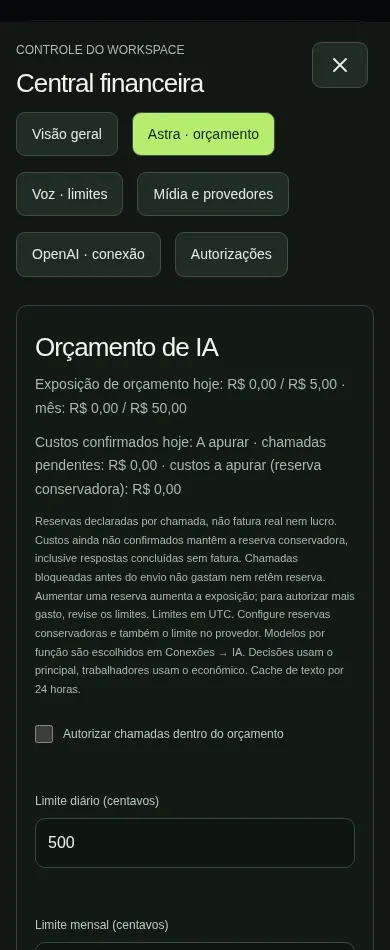 CONTROLE DO WORKSPACE
Central financeira
Visão geral
Astra · orçamento
Voz · limites
Mídia e provedores
OpenAI · conexão
Autorizações
Orçamento de IA
Exposição de orçamento hoje: R$ 0,00 / R$ 5,00 ·
mês: R$ 0,00 / R$ 50,00
Custos confirmados hoje: A apurar · chamadas
pendentes: R$ 0,00 · custos a apurar (reserva
conservadora): R$ 0,00
Reservas declaradas por chamada, não fatura real nem lucro.
Custos ainda não confirmados mantêm a reserva conservadora,
inclusive respostas concluídas sem fatura. Chamadas
bloqueadas antes do envio não gastam nem retêm reserva.
Aumentar uma reserva aumenta a exposição; para autorizar mais
gasto, revise os limites. Limites em UTC. Configure reservas
conservadoras e também o limite no provedor. Modelos por
função são escolhidos em Conexões → IA. Decisões usam o
principal, trabalhadores usam o econômico. Cache de texto por
24 horas.
Autorizar chamadas dentro do orçamento
Limite diário (centavos)
500
Limite mensal (centavos)